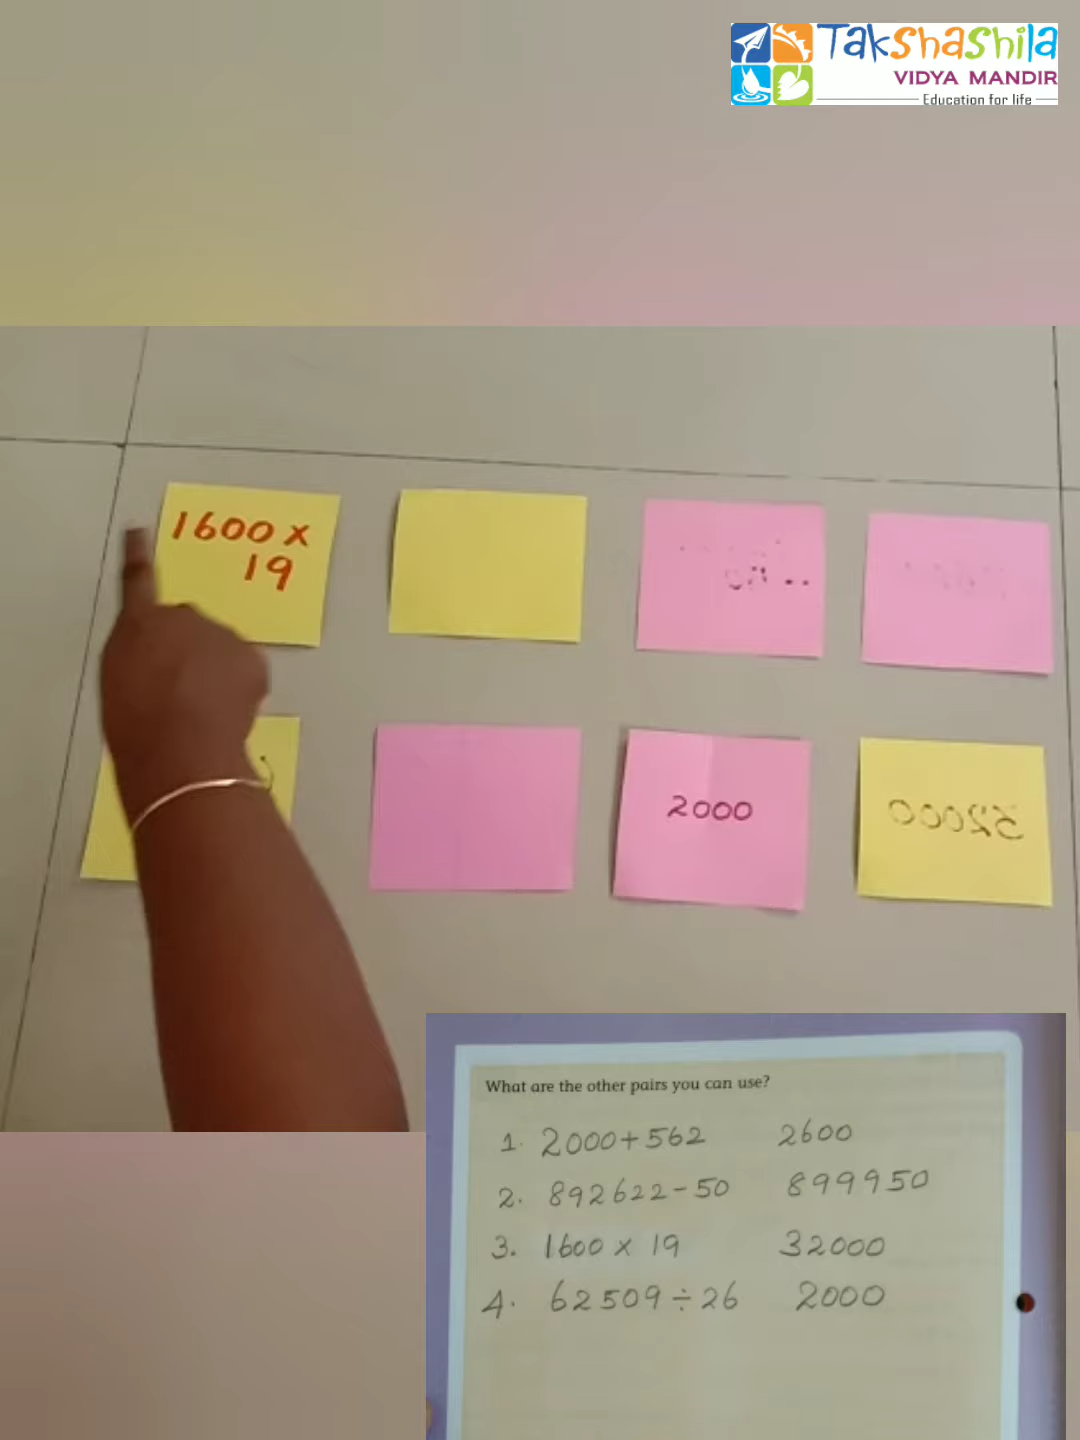 Takshashila
VIDYA MANDIR
Education for life
1600 x
19
2000
32000
What are the other pairs you can use?
1. 2000+562 2600
2. 892622-50 899950
3. 1600 x 19 32000
4. 62509÷26 2000